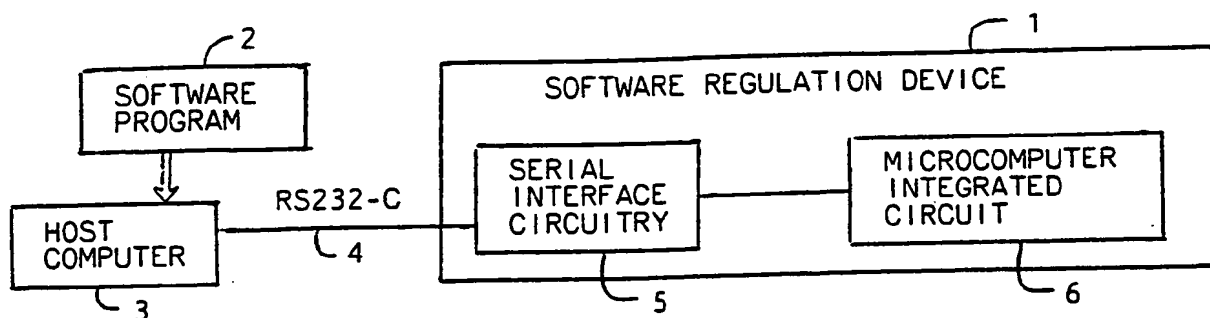 2
1
SOFTWARE
PROGRAM
SOFTWARE REGULATION DEVICE
HOST
COMPUTER
3
RS232-C
4
SERIAL
INTERFACE
CIRCUITRY
5
MICROCOMPUTER
INTEGRATED
CIRCUIT
6